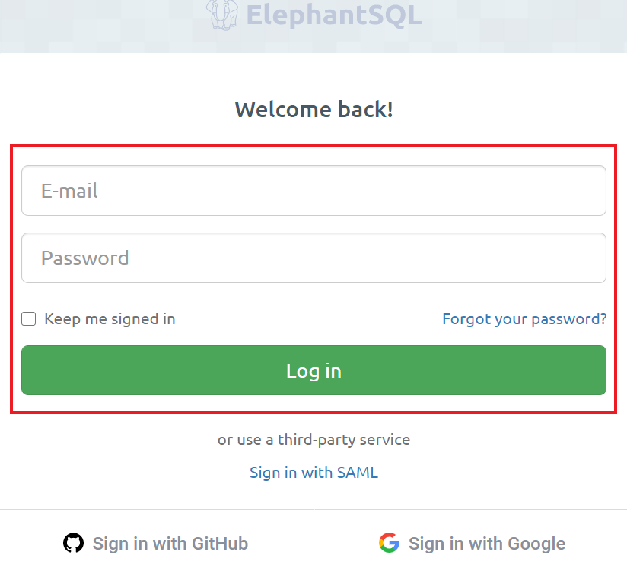 ElephantSQL
Welcome back!
E-mail
Password
Keep me signed in Forgot your password?
Log in
or use a third-party service
Sign in with SAML
Sign in with GitHub Sign in with Google